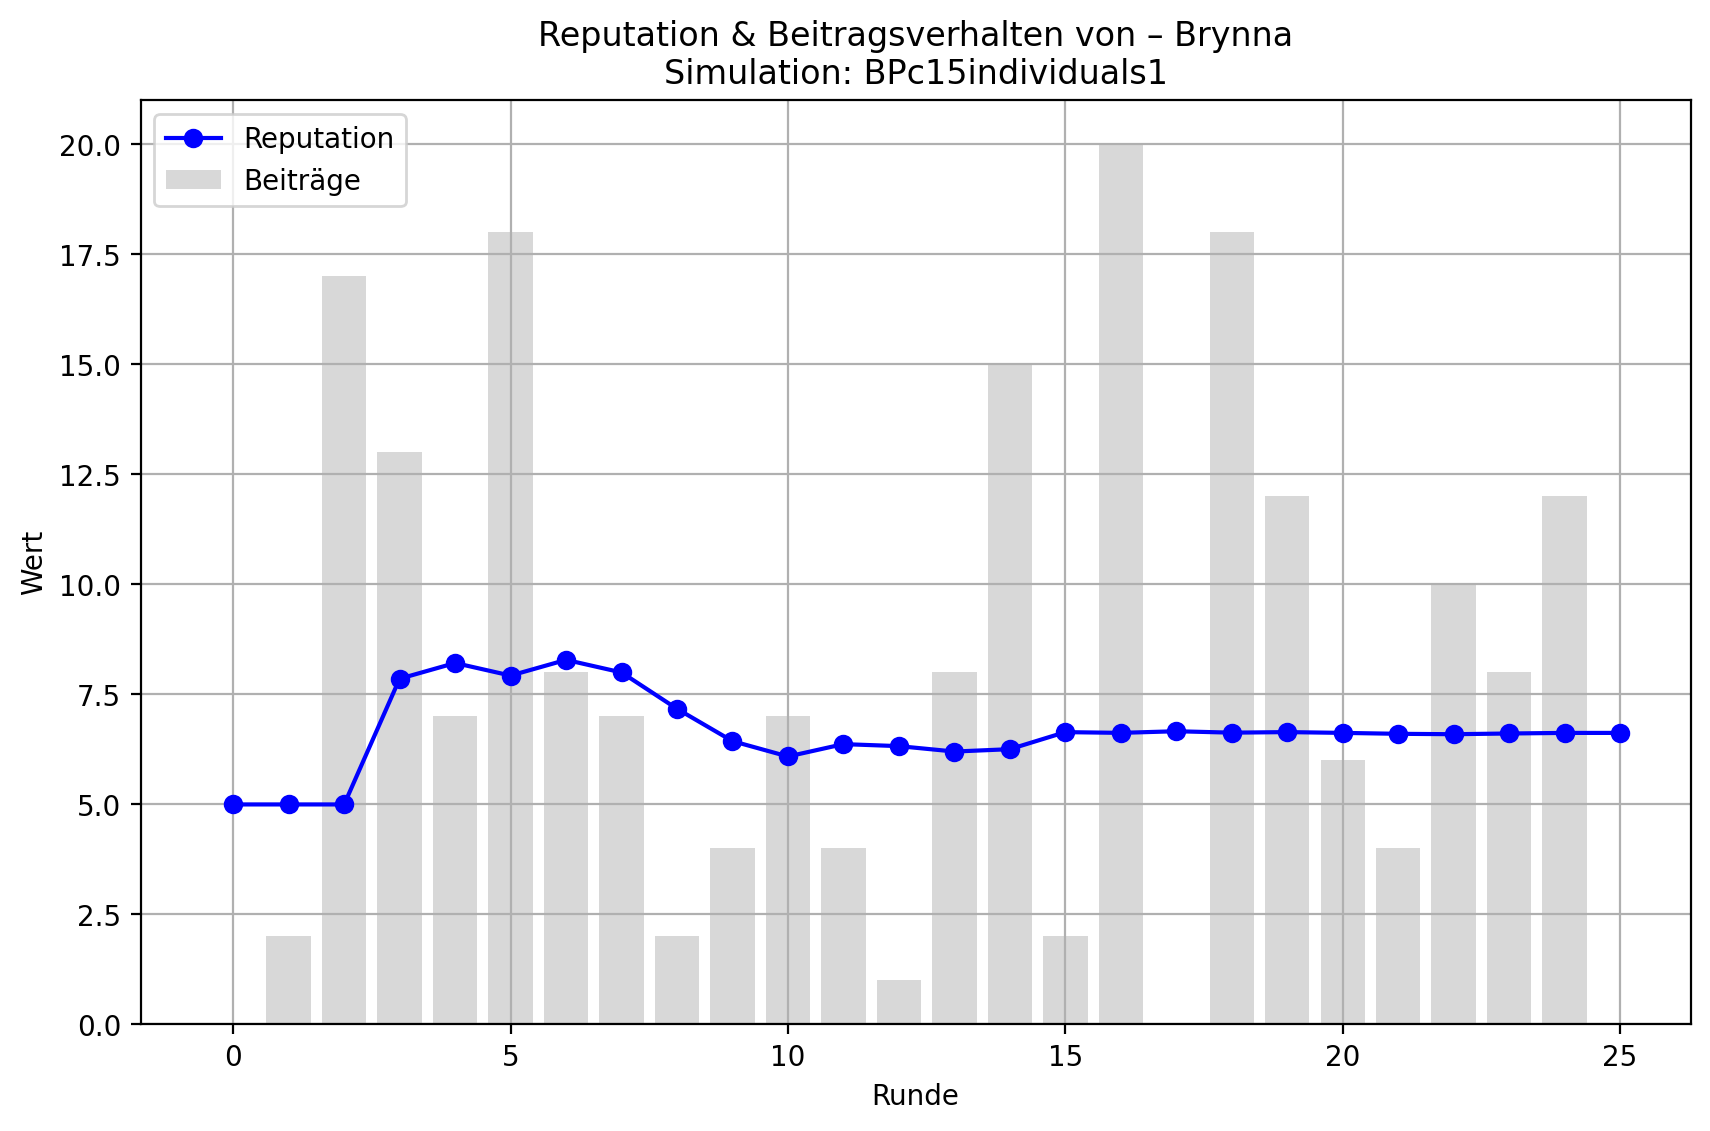 Reputation & Beitragsverhalten von – Brynna
Simulation: BPc15individuals1
Reputation
Beiträge
20.0
17.5
15.0
12.5
10.0
7.5
5.0
2.5
0.0
Wert
0 5 10 15 20 25
Runde